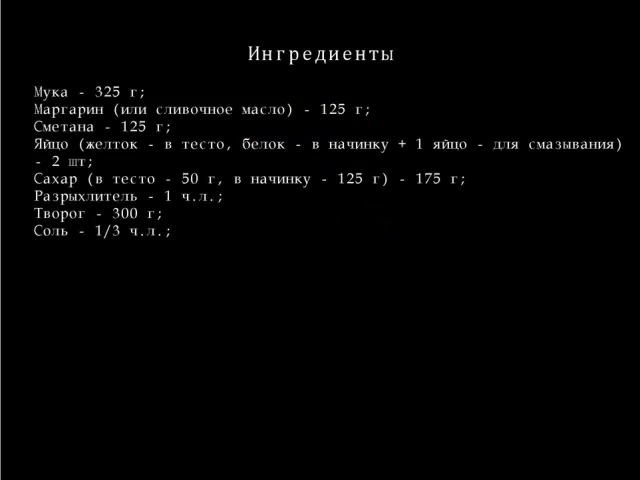 Ингредиенты
Мука - 325 г;
Маргарин (или сливочное масло) - 125 г;
Сметана - 125 г;
Яйцо (желток - в тесто, белок - в начинку + 1 яйцо - для смазывания)
- 2 шт;
Сахар (в тесто - 50 г, в начинку - 125 г) - 175 г;
Разрыхлитель - 1 ч.л.;
Творог - 300 г;
Соль - 1/3 ч.л.;